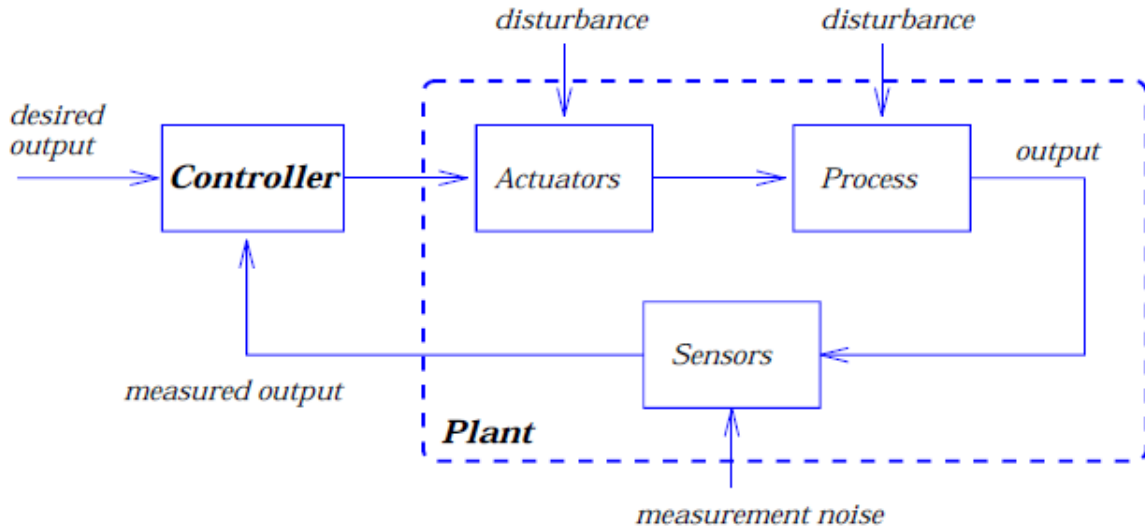 disturbance
disturbance
desired
output
Controller
Actuators
Process
output
Sensors
measured output
Plant
measurement noise